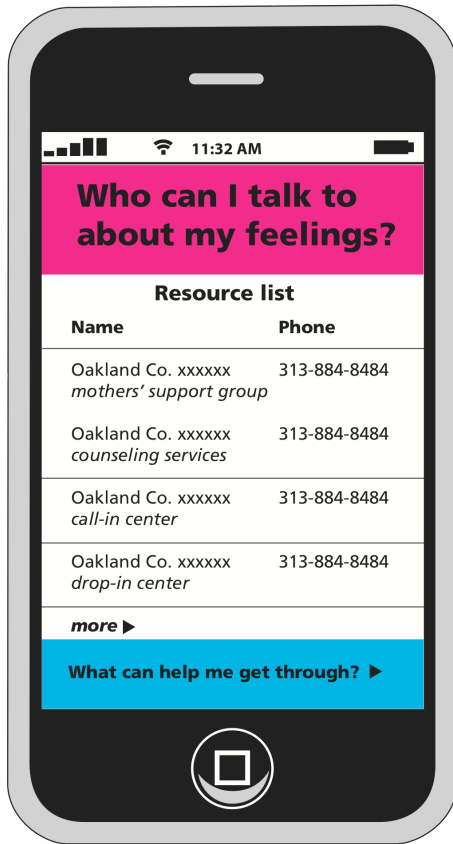 11:32 AM
Who can I talk to
about my feelings?
Resource list
Name Phone
Oakland Co. xxxxxx 313-884-8484
mothers’ support group
Oakland Co. xxxxxx 313-884-8484
counseling services
Oakland Co. xxxxxx 313-884-8484
call-in center
Oakland Co. xxxxxx 313-884-8484
drop-in center
more ▶
What can help me get through? ▶